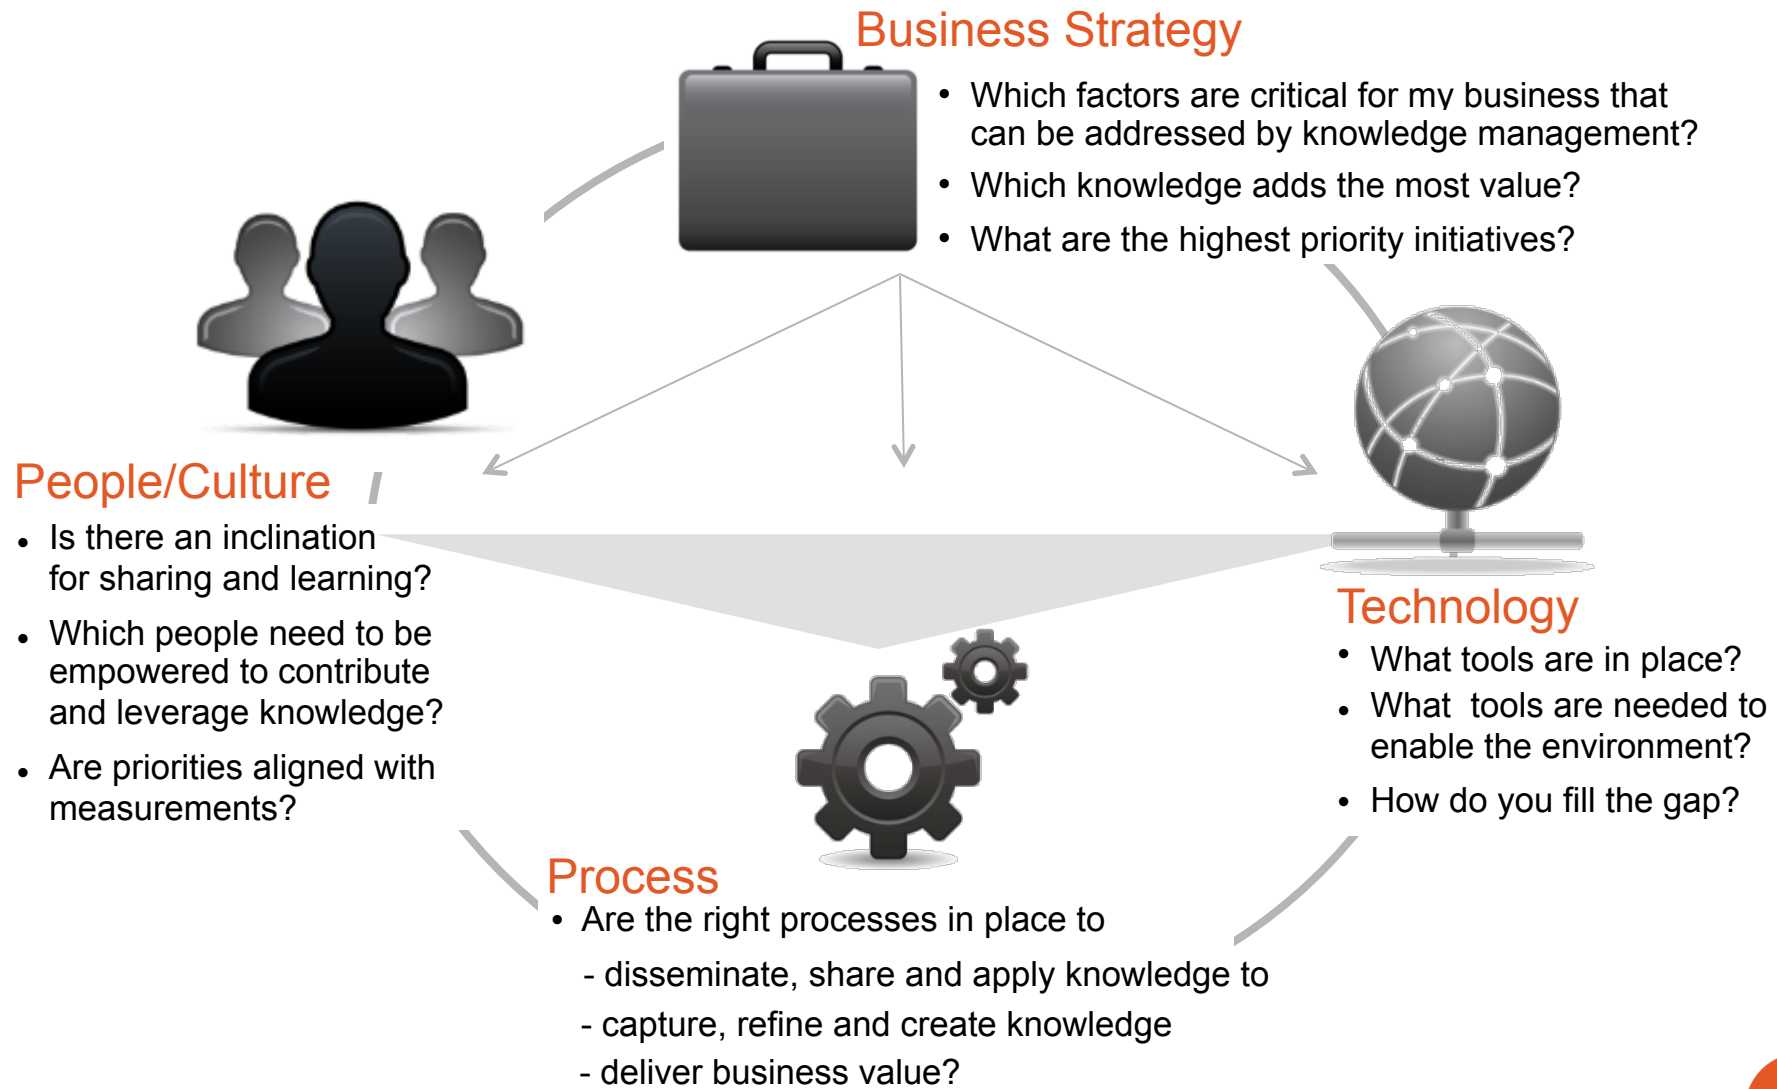 Business Strategy
• Which factors are critical for my business that
can be addressed by knowledge management?
• Which knowledge adds the most value?
• What are the highest priority initiatives?
People/Culture
• Is there an inclination
for sharing and learning?
• Which people need to be
empowered to contribute
and leverage knowledge?
• Are priorities aligned with
measurements?
Technology
• What tools are in place?
• What  tools are needed to
enable the environment?
• How do you fill the gap?
Process
• Are the right processes in place to
- disseminate, share and apply knowledge to
- capture, refine and create knowledge
- deliver business value?